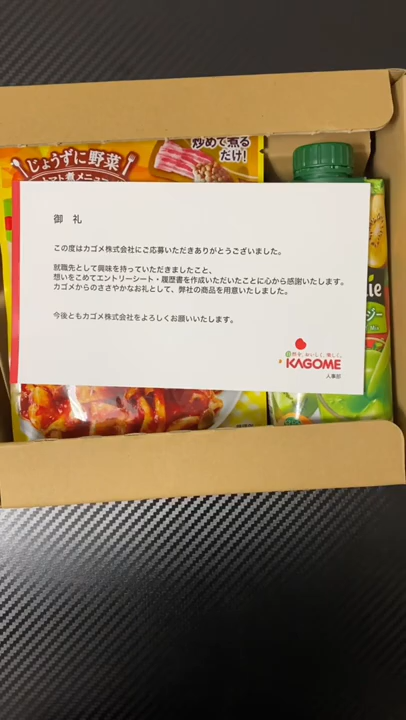 じょうずに野菜
炒めて煮る
だけ!
御 礼
この度はカゴメ株式会社にご応募いただきありがとうございました。
就職先として興味を持っていただきましたこと、
想いをこめてエントリーシート・履歴書を作成いただいたことに心から感謝いたします。
カゴメからのささやかなお礼として、弊社の商品を用意いたしました。
今後ともカゴメ株式会社をよろしくお願いいたします。
自然を、おいしく、楽しく。
KAGOME
人事部